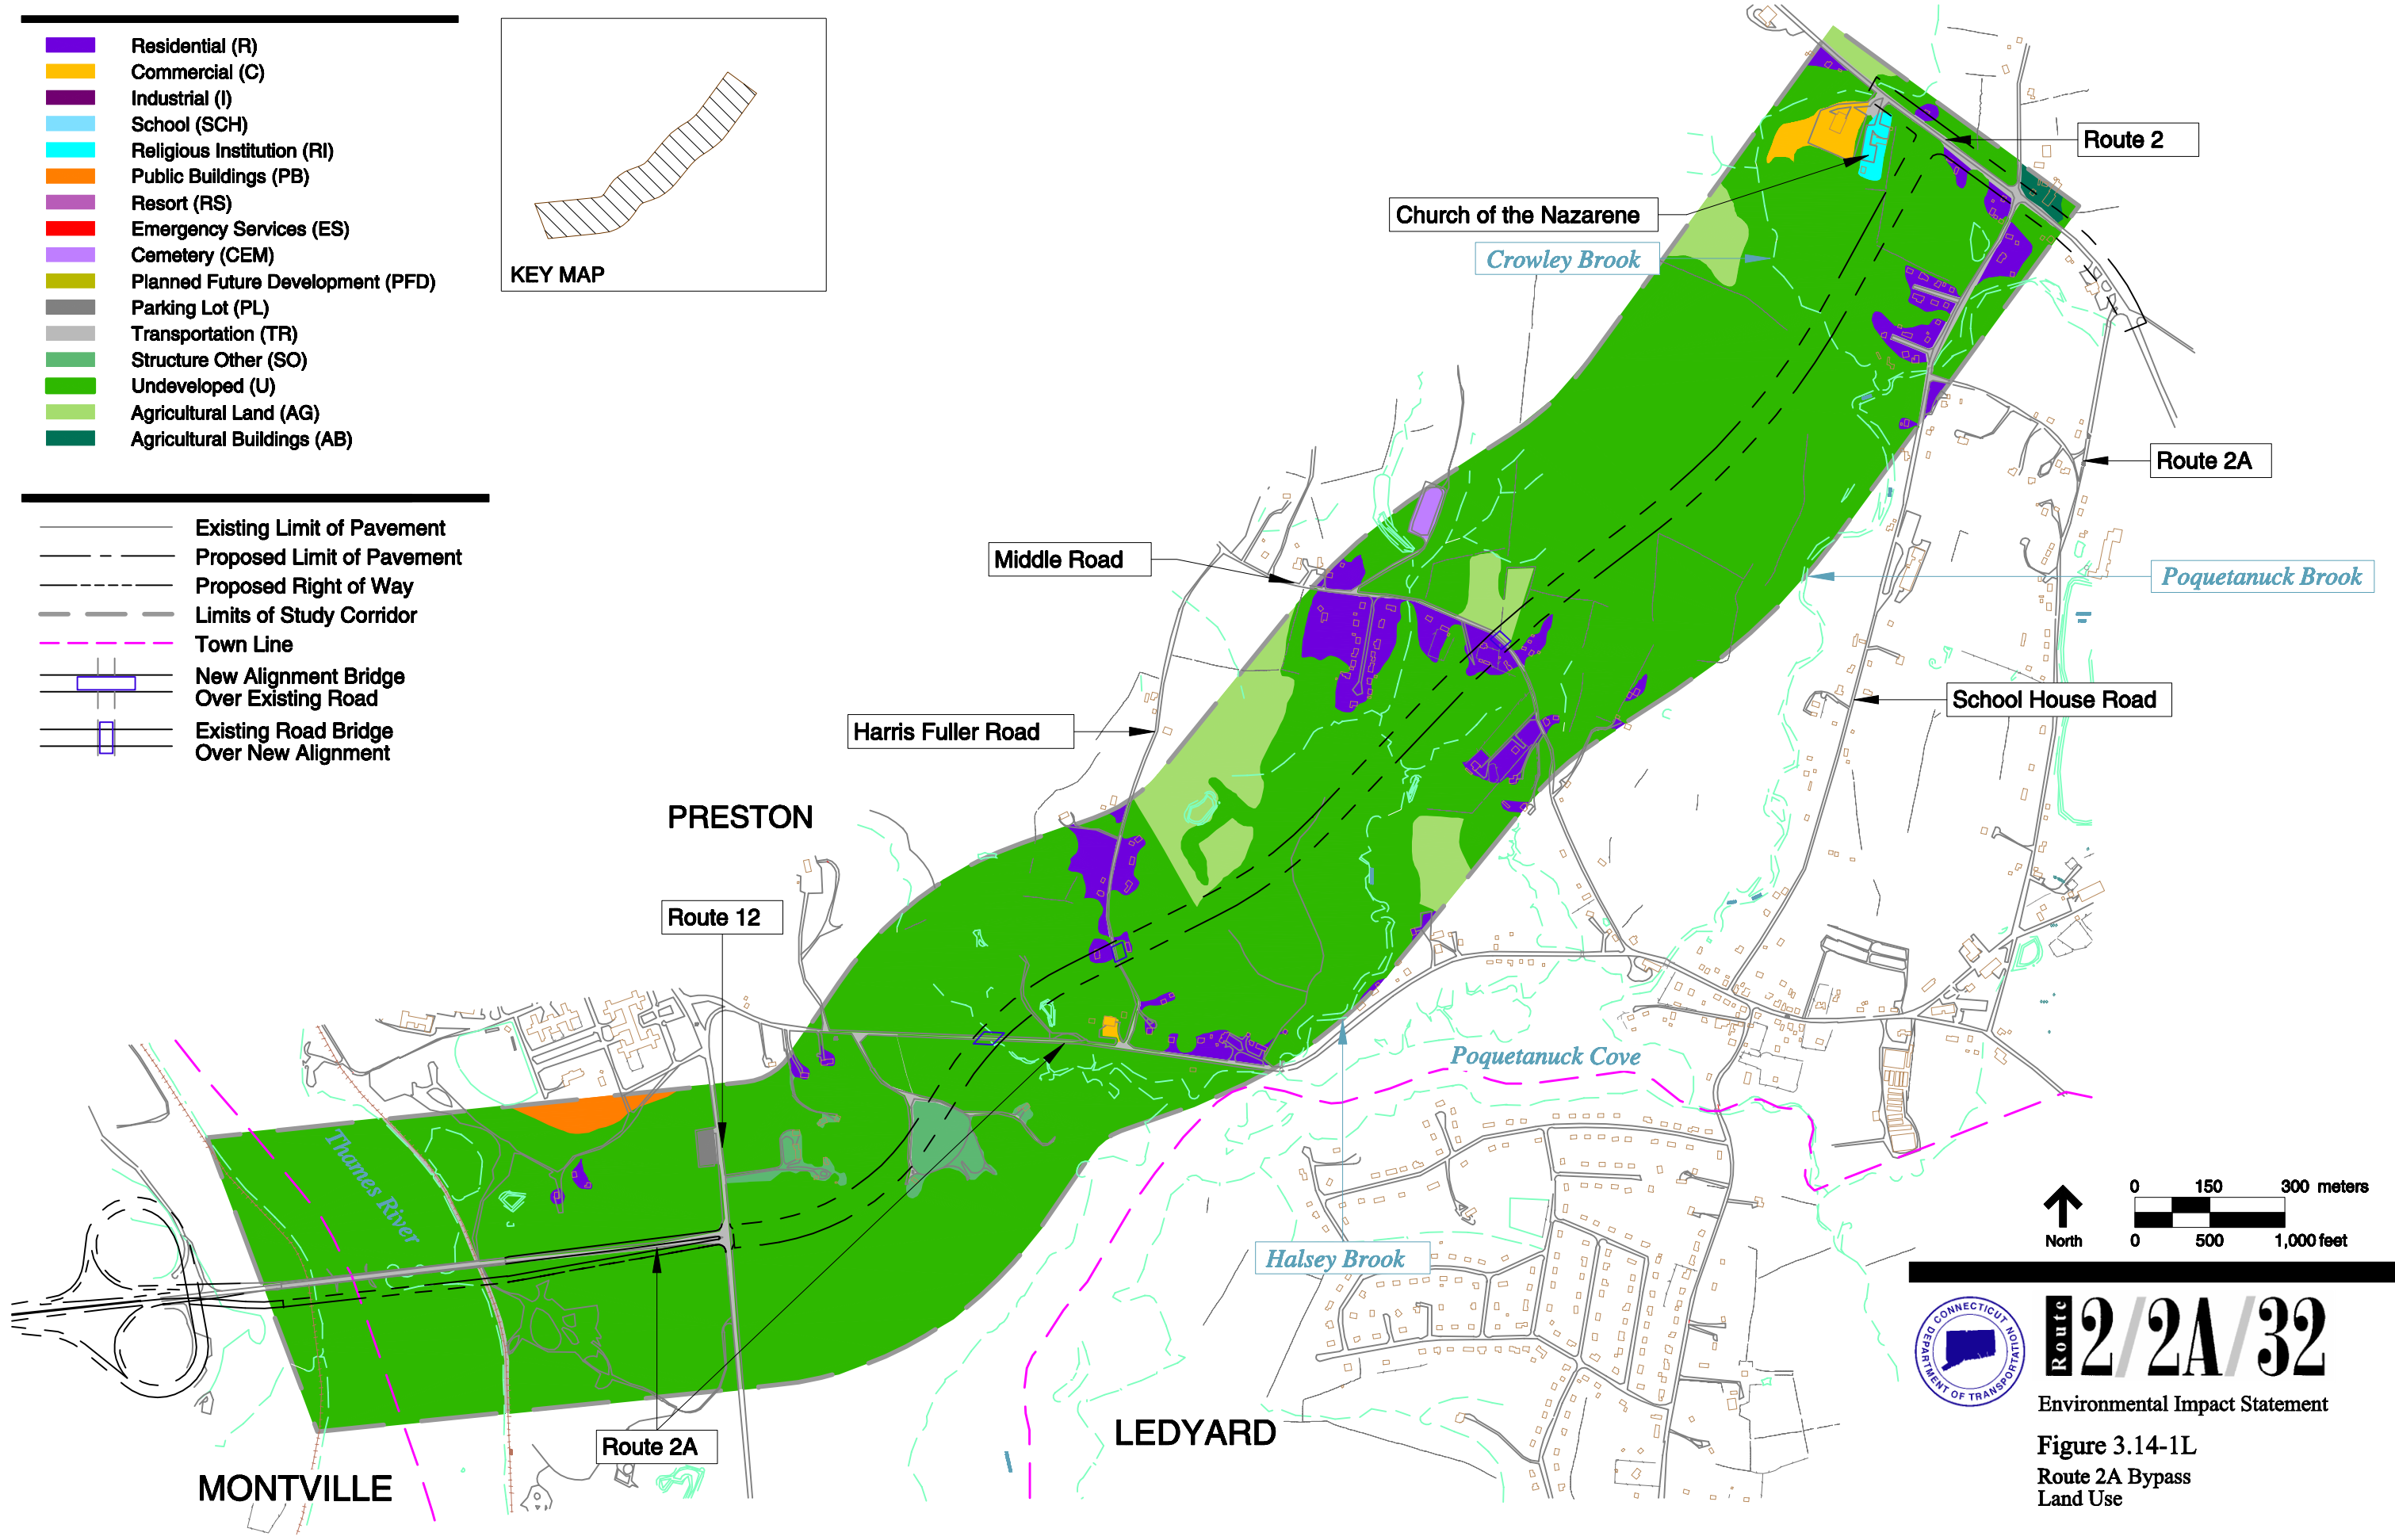 Residential (R)
Commercial (C)
Industrial (I)
School (SCH)
Religious Institution (RI)
Public Buildings (PB)
Resort (RS)
Emergency Services (ES)
Cemetery (CEM)
Planned Future Development (PFD)
Parking Lot (PL)
Transportation (TR)
Structure Other (SO)
Undeveloped (U)
Agricultural Land (AG)
Agricultural Buildings (AB)
Existing Limit of Pavement
Proposed Limit of Pavement
Proposed Right of Way
Limits of Study Corridor
Town Line
New Alignment Bridge
Over Existing Road
Existing Road Bridge
Over New Alignment
KEY MAP
Route 2
Church of the Nazarene
Crowley Brook
Route 2A
Middle Road
Poquetanuck Brook
School House Road
Harris Fuller Road
PRESTON
Route 12
Poquetanuck Cove
Thames River
Halsey Brook
Route 2A
LEDYARD
MONTVILLE
North
0 150 300 meters
0 500 1,000 feet
CONNECTICUT
DEPARTMENT OF TRANSPORTATION
Route 2/2A/32
Environmental Impact Statement
Figure 3.14-1L
Route 2A Bypass
Land Use